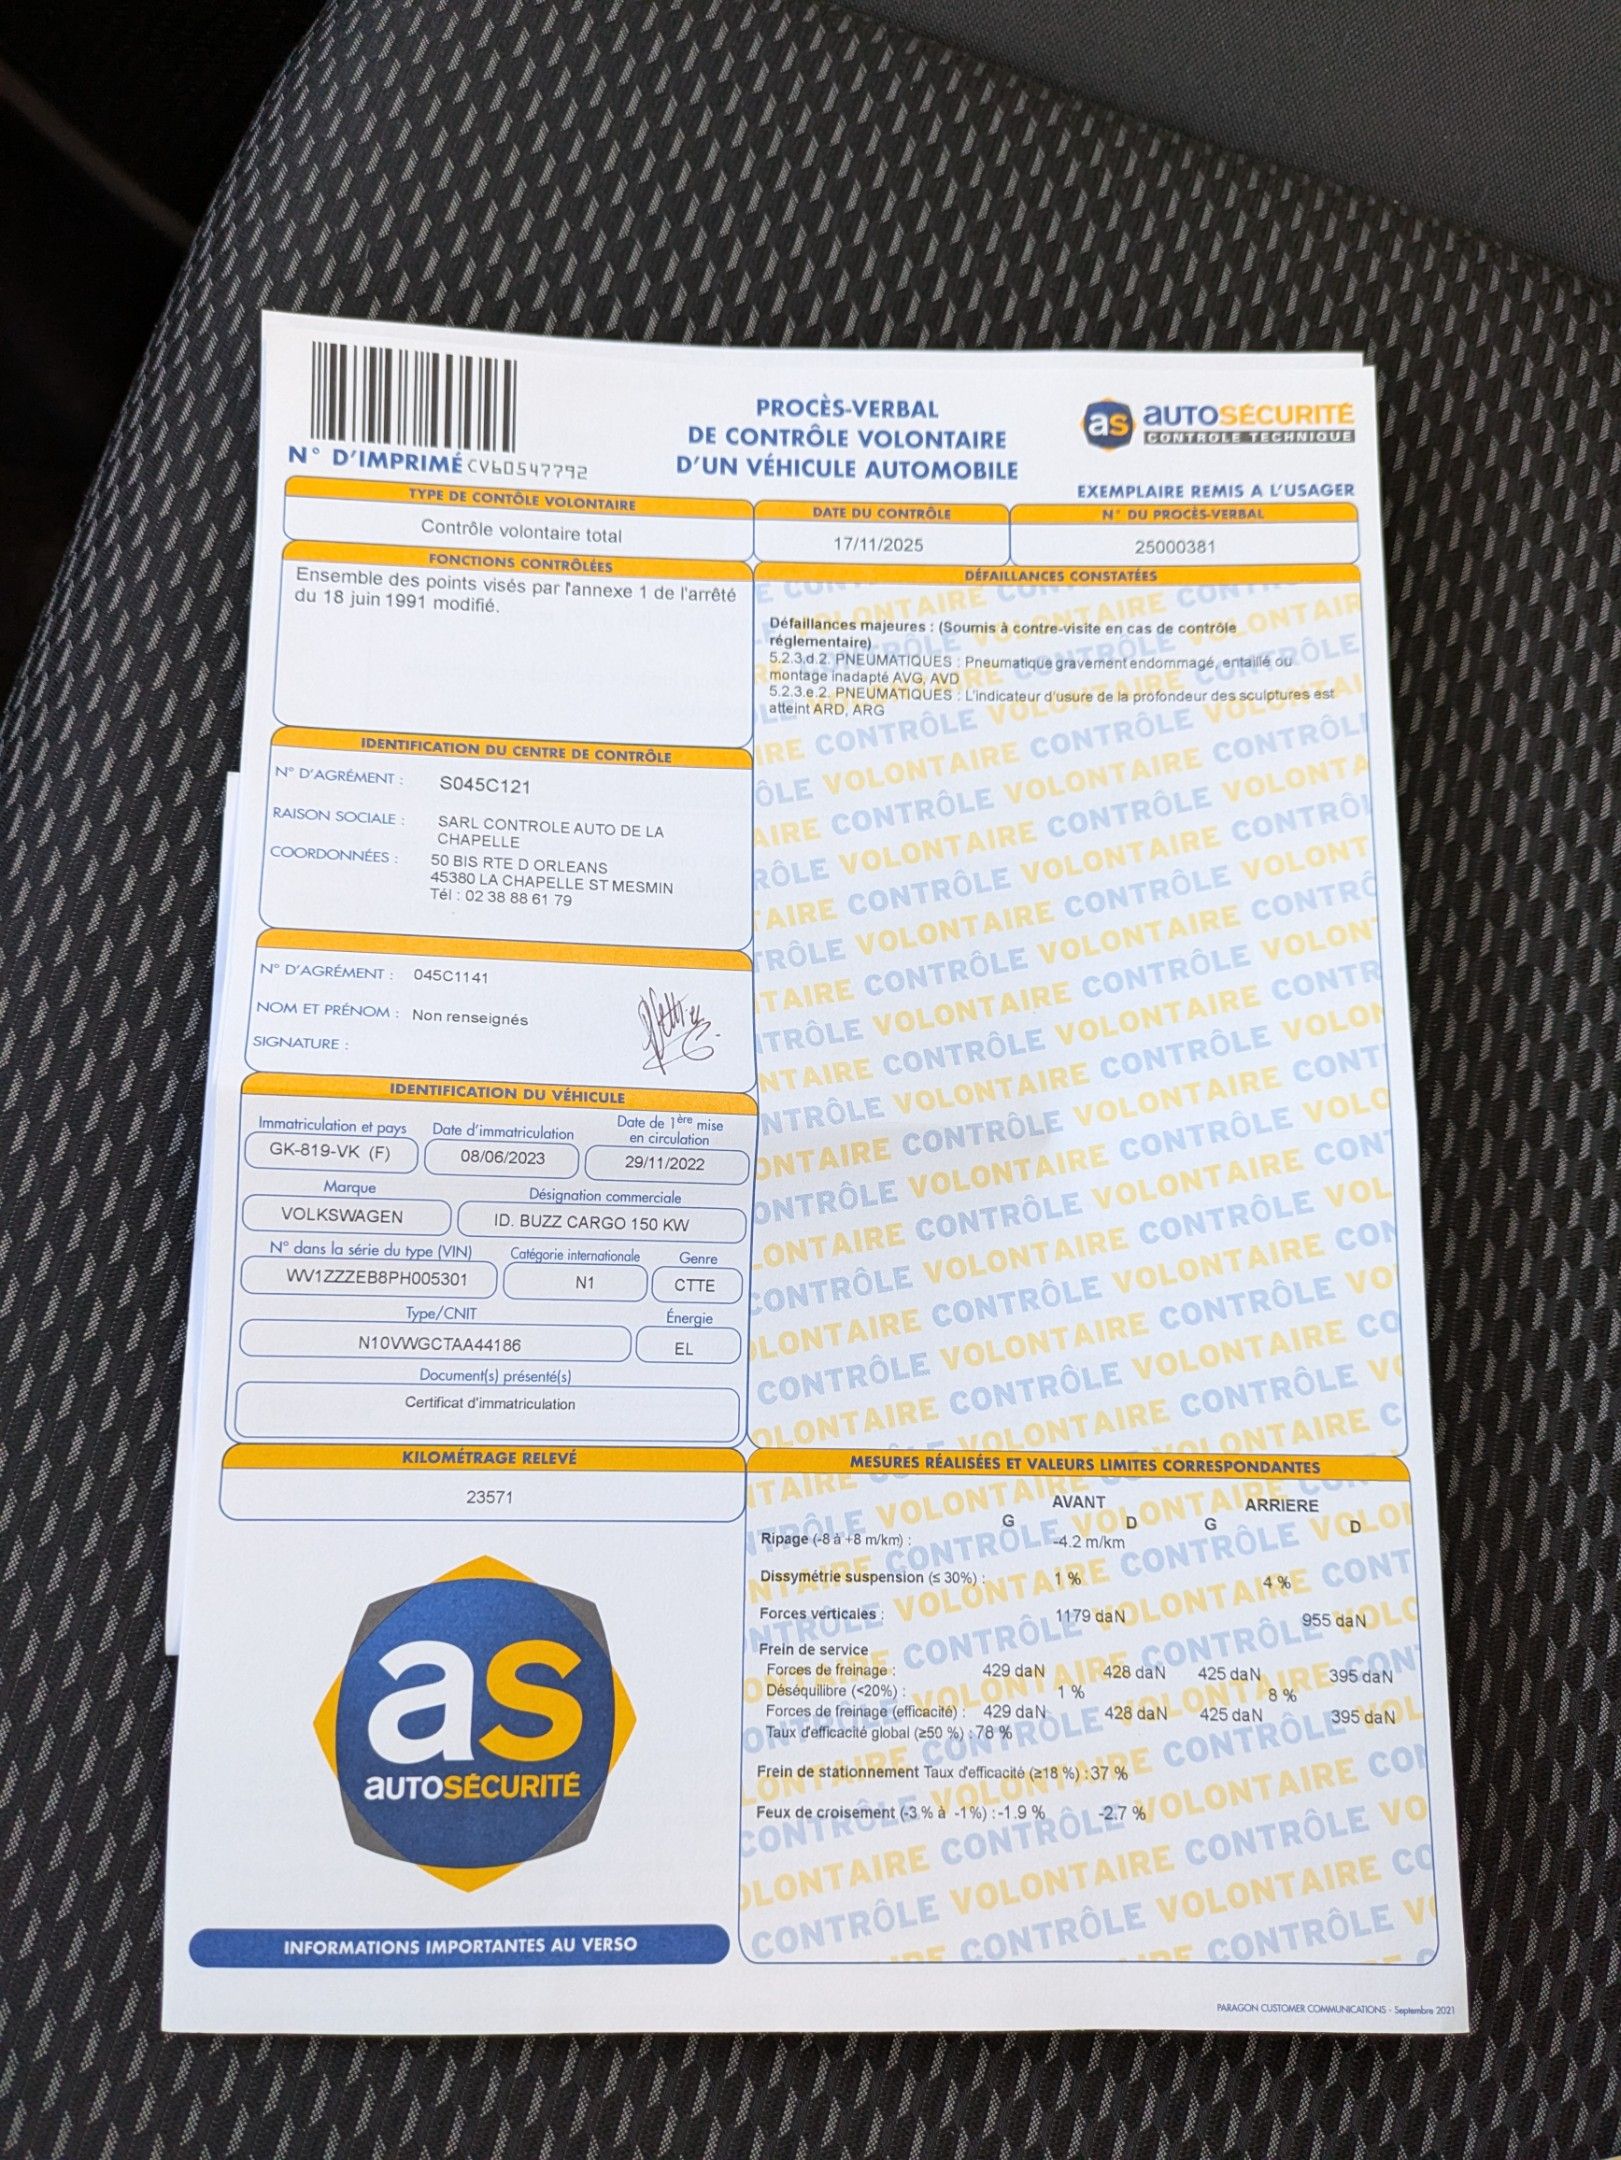 PROCÈS-VERBAL
DE CONTRÔLE VOLONTAIRE
D'UN VÉHICULE AUTOMOBILE
as AUTOSÉCURITÉ
CONTROLE TECHNIQUE
N° D'IMPRIMÉ CV60547792
EXEMPLAIRE REMIS A L'USAGER
TYPE DE CONTÔLE VOLONTAIRE
Contrôle volontaire total
DATE DU CONTRÔLE
17/11/2025
N° DU PROCÈS-VERBAL
25000381
FONCTIONS CONTRÔLÉES
Ensemble des points visés par l'annexe 1 de l'arrêté
du 18 juin 1991 modifié.
DÉFAILLANCES CONSTATÉES
Défaillances majeures : (Soumis à contre-visite en cas de contrôle
réglementaire)
5.2.3.d.2. PNEUMATIQUES : Pneumatique gravement endommagé, entaillé ou
montage inadapté AVG, AVD
5.2.3.e.2. PNEUMATIQUES : L'indicateur d'usure de la profondeur des sculptures est
atteint ARD, ARG
IDENTIFICATION DU CENTRE DE CONTRÔLE
N° D'AGRÉMENT : S045C121
RAISON SOCIALE : SARL CONTROLE AUTO DE LA
CHAPELLE
COORDONNÉES : 50 BIS RTE D ORLEANS
45380 LA CHAPELLE ST MESMIN
Tél : 02 38 88 61 79
N° D'AGRÉMENT : 045C1141
NOM ET PRÉNOM : Non renseignés
SIGNATURE :
IDENTIFICATION DU VÉHICULE
Immatriculation et pays
GK-819-VK (F)
Date d'immatriculation
08/06/2023
Date de 1ère mise
en circulation
29/11/2022
Marque
VOLKSWAGEN
Désignation commerciale
ID. BUZZ CARGO 150 KW
N° dans la série du type (VIN)
WV1ZZZEB8PH005301
Catégorie internationale
N1
Genre
CTTE
Type/CNIT
N10VWGCTAA44186
Énergie
EL
Document(s) présenté(s)
Certificat d'immatriculation
KILOMÉTRAGE RELEVÉ
23571
MESURES RÉALISÉES ET VALEURS LIMITES CORRESPONDANTES
AVANT ARRIERE
G D G D
Ripage (-8 à +8 m/km) : -4.2 m/km
Dissymétrie suspension (≤ 30%) : 1 % 4 %
Forces verticales : 1179 daN 955 daN
Frein de service
Forces de freinage : 429 daN 428 daN 425 daN 395 daN
Déséquilibre (<20%) : 1 % 8 %
Forces de freinage (efficacité) : 429 daN 428 daN 425 daN 395 daN
Taux d'efficacité global (≥50 %) : 78 %
Frein de stationnement Taux d'efficacité (≥18 %) : 37 %
Feux de croisement (-3 % à -1%) : -1.9 % -2.7 %
as
AUTOSÉCURITÉ
INFORMATIONS IMPORTANTES AU VERSO
PARAGON CUSTOMER COMMUNICATIONS - Septembre 2021